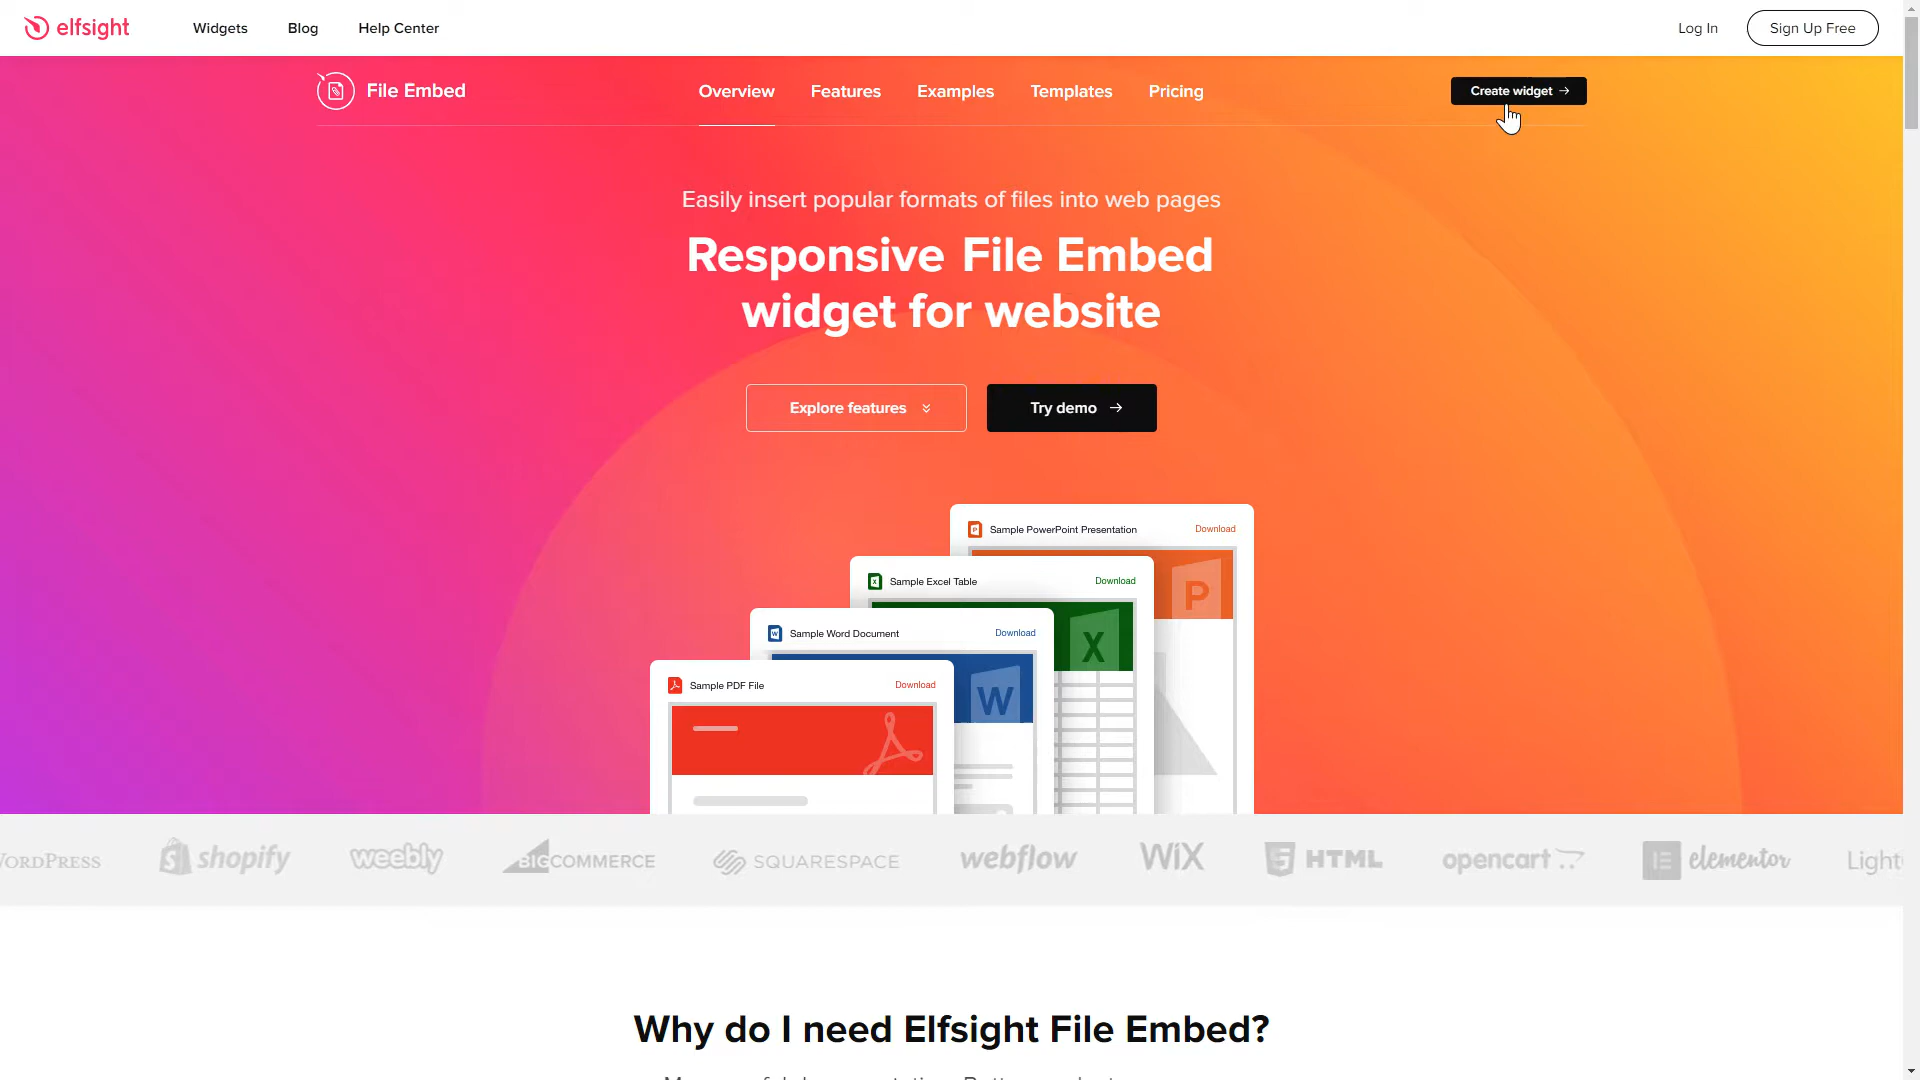 elfsight
Widgets
Blog
Help Center
Log In
Sign Up Free
File Embed
Overview
Features
Examples
Templates
Pricing
Create widget
Easily insert popular formats of files into web pages
Responsive File Embed
widget for website
Explore features
Try demo
Sample PowerPoint Presentation
Download
P
Sample Excel Table
Download
X
Sample Word Document
Download
W
Sample PDF File
Download
ORDPRESS
shopify
weebly
BIGCOMMERCE
SQUARESPACE
webflow
WiX
HTML
opencart
elementor
Light
Why do I need Elfsight File Embed?